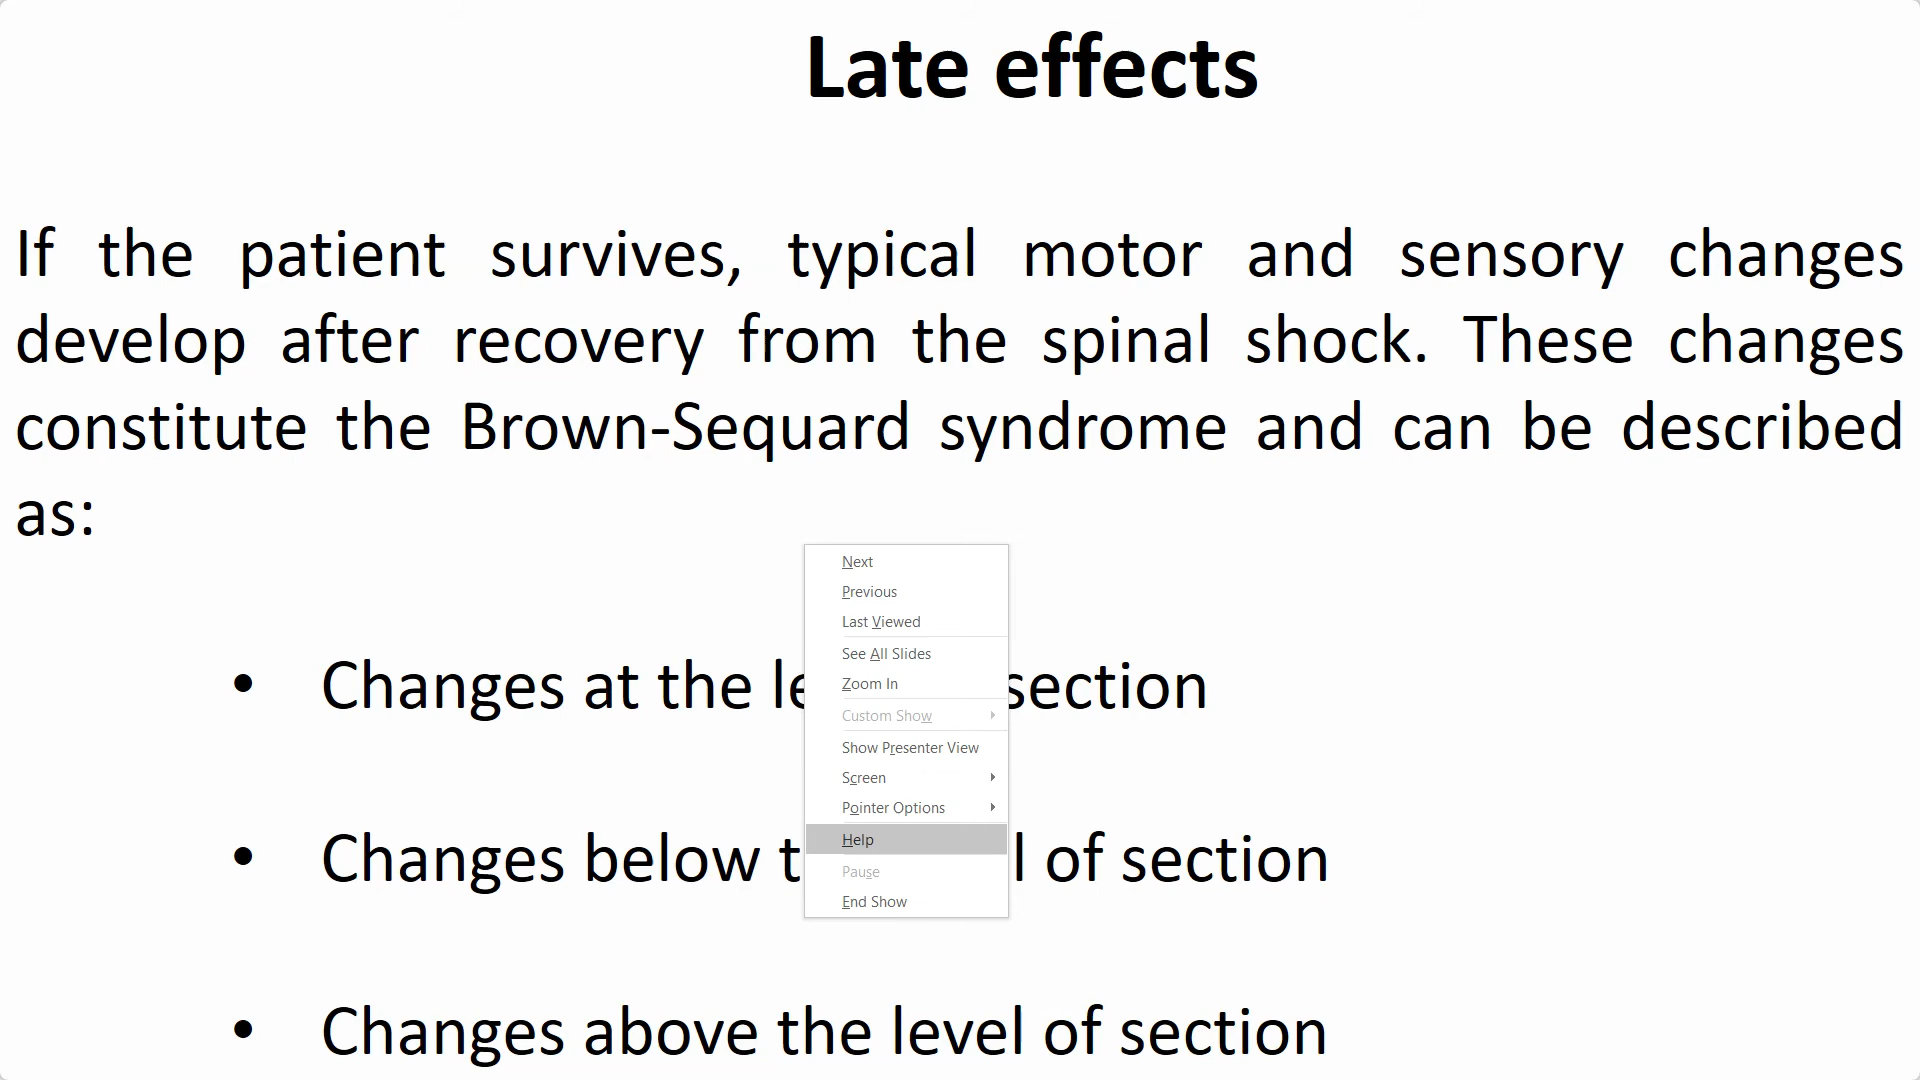 Late effects
If the patient survives, typical motor and sensory changes
develop after recovery from the spinal shock. These changes
constitute the Brown-Sequard syndrome and can be described
as:
Next
Previous
Last Viewed
See All Slides
Zoom In
Custom Show
Show Presenter View
Screen
Pointer Options
Help
Pause
End Show
• Changes at the section
• Changes below of section
• Changes above the level of section